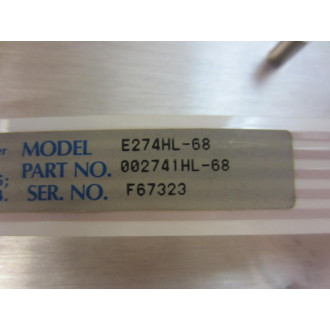 MODEL E274HL-68
PART NO. 002741HL-68
SER. NO. F67323